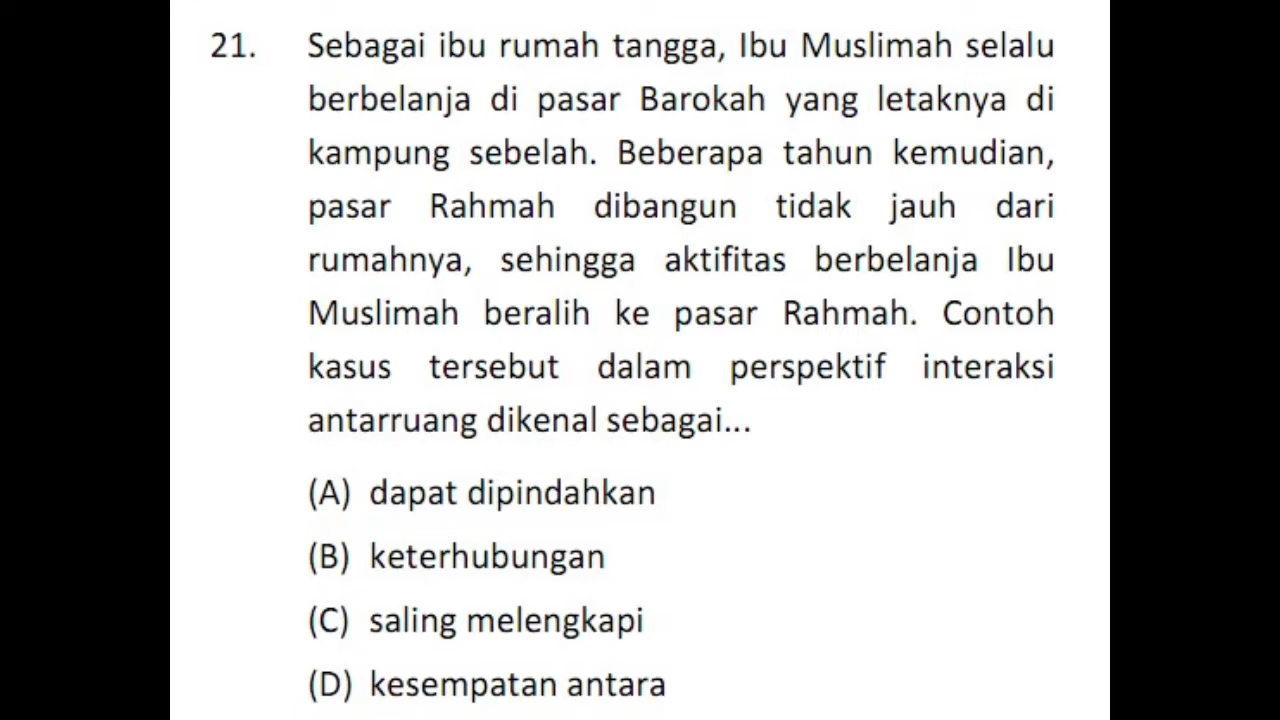 21. Sebagai ibu rumah tangga, Ibu Muslimah selalu
berbelanja di pasar Barokah yang letaknya di
kampung sebelah. Beberapa tahun kemudian,
pasar Rahmah dibangun tidak jauh dari
rumahnya, sehingga aktifitas berbelanja Ibu
Muslimah beralih ke pasar Rahmah. Contoh
kasus tersebut dalam perspektif interaksi
antarruang dikenal sebagai...
(A) dapat dipindahkan
(B) keterhubungan
(C) saling melengkapi
(D) kesempatan antara